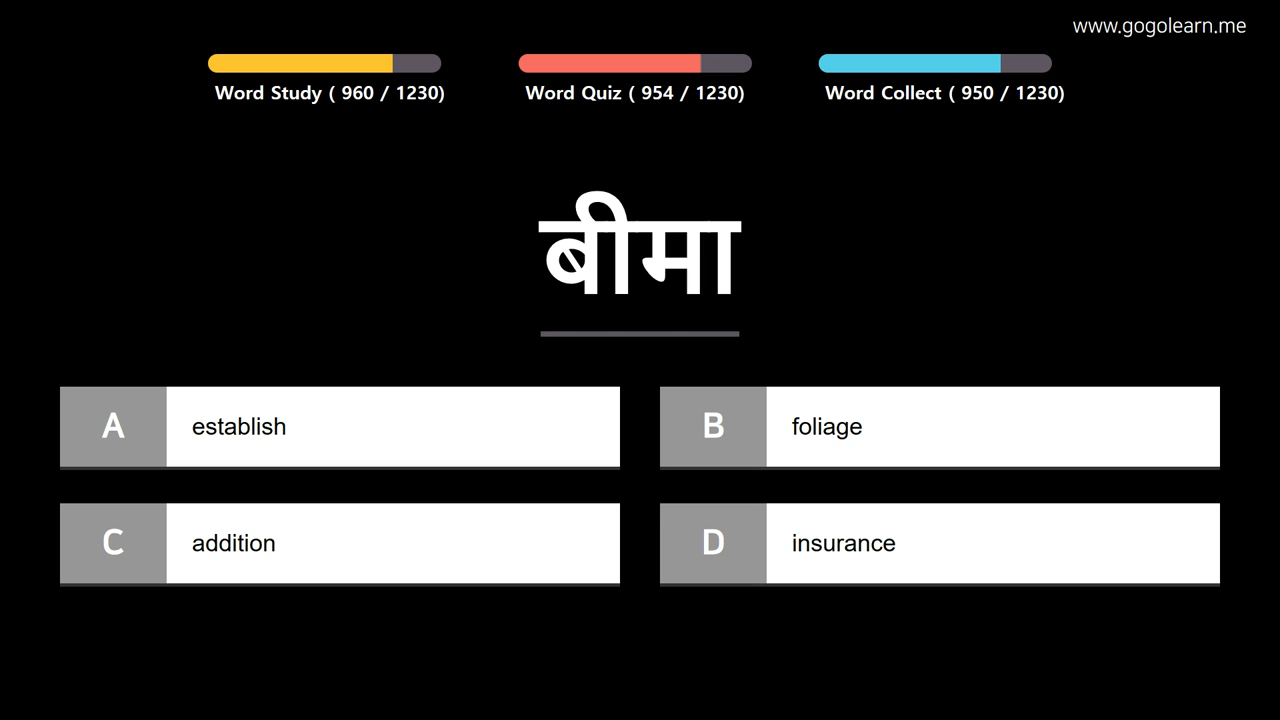 www.gogolearn.me
Word Study ( 960 / 1230)
Word Quiz ( 954 / 1230)
Word Collect ( 950 / 1230)
बीमा
A establish
B foliage
C addition
D insurance